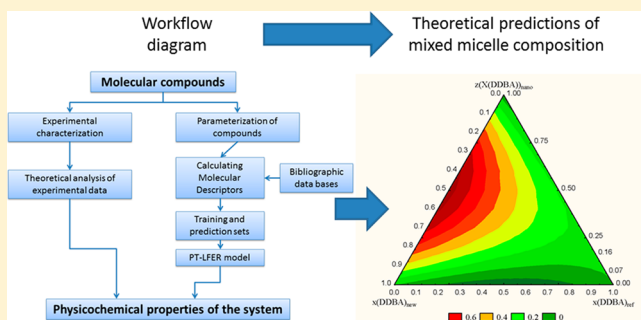 Workflow
diagram
Theoretical predictions of
mixed micelle composition
Molecular compounds
Experimental
characterization
Parameterization of
compounds
Theoretical analysis of
experimental data
Calculating
Molecular
Descriptors
Bibliographic
data bases
Training and
prediction sets
PT-LFER model
Physicochemical properties of the system
z(X(DDBA))nano
0.0 1.00
0.1
0.2
0.75
0.3
0.4
0.5
0.50
0.6
0.7
0.25
0.8
0.16
0.9
0.07
1.0
0.00
0.0 0.1 0.2 0.3 0.4 0.5 0.6 0.7 0.8 0.9 1.0
x(DDBA)new
x(DDBA)ref
0.6 0.4 0.2 0